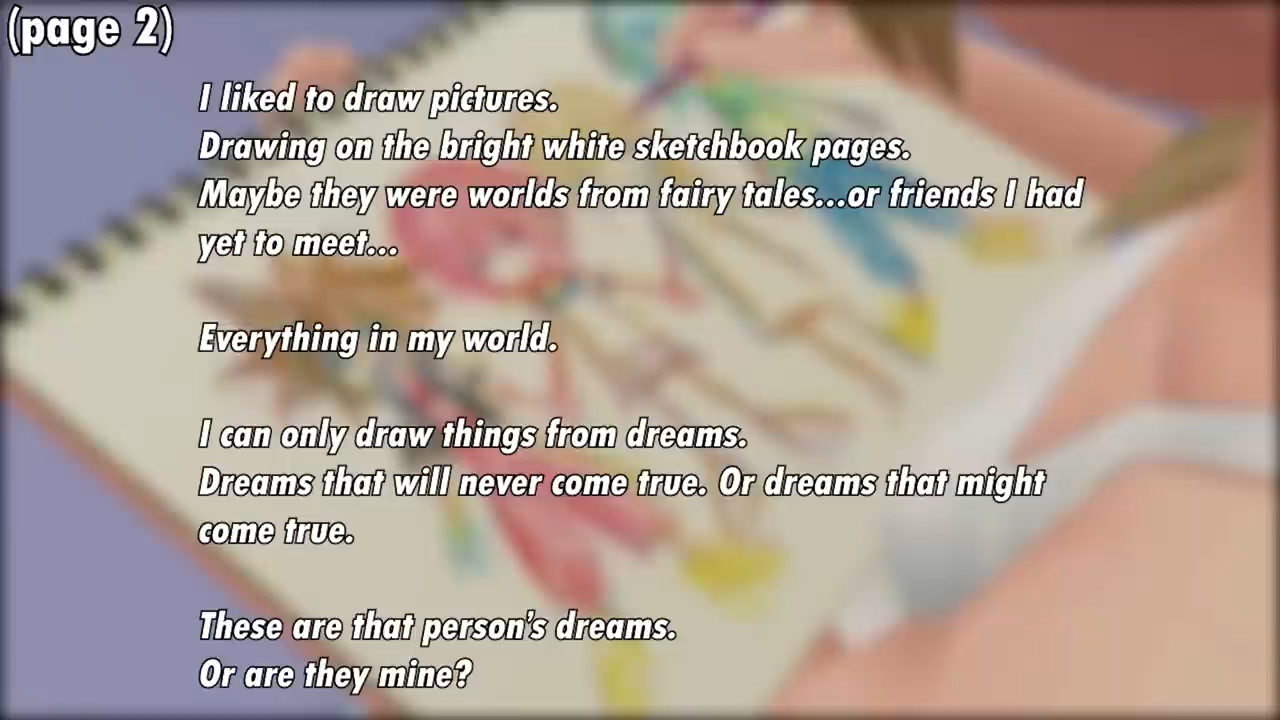 (page 2)
I liked to draw pictures.
Drawing on the bright white sketchbook pages.
Maybe they were worlds from fairy tales...or friends I had
yet to meet...
Everything in my world.
I can only draw things from dreams.
Dreams that will never come true. Or dreams that might
come true.
These are that person's dreams.
Or are they mine?